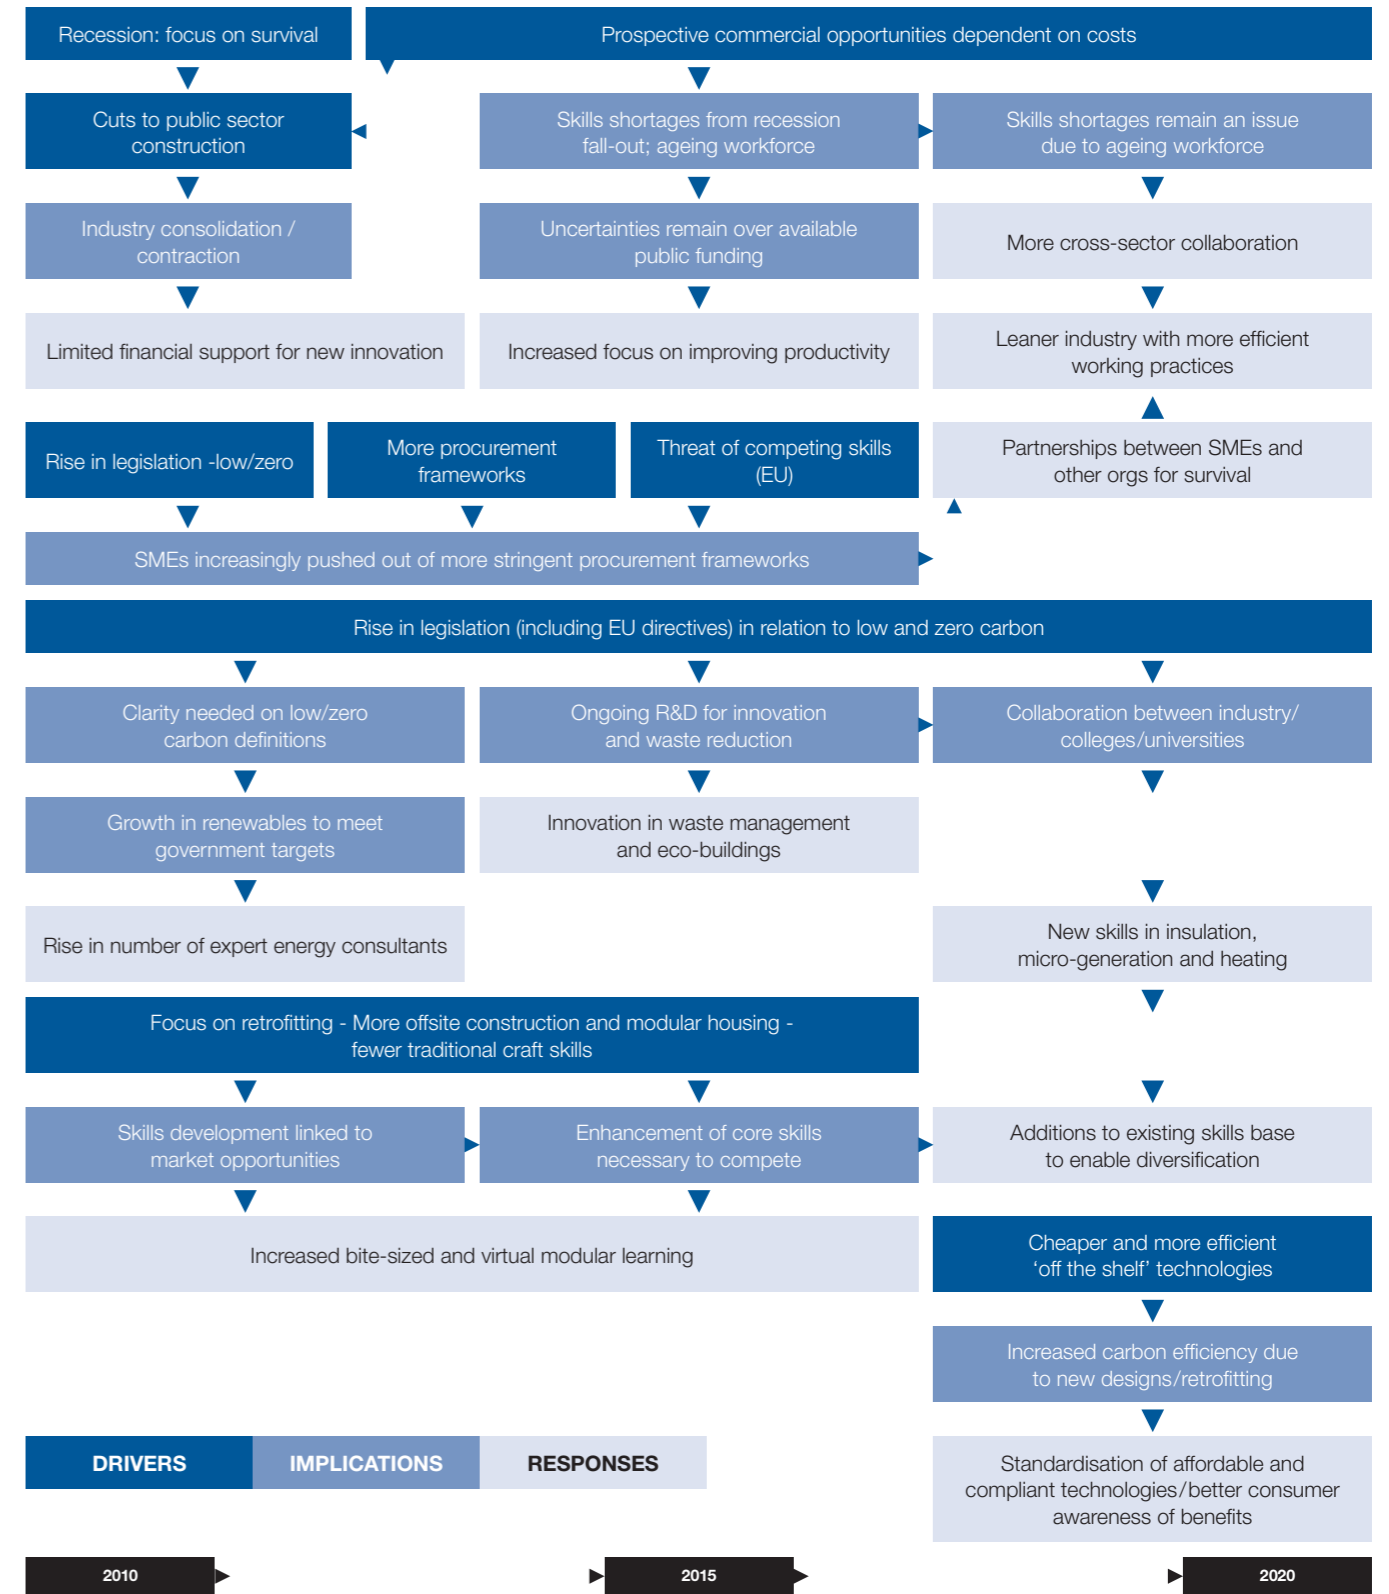 Recession: focus on survival
Prospective commercial opportunities dependent on costs
Cuts to public sector
construction
Skills shortages from recession
fall-out; ageing workforce
Skills shortages remain an issue
due to ageing workforce
Industry consolidation /
contraction
Uncertainties remain over available
public funding
More cross-sector collaboration
Limited financial support for new innovation
Increased focus on improving productivity
Leaner industry with more efficient
working practices
Rise in legislation -low/zero
More procurement
frameworks
Threat of competing skills
(EU)
Partnerships between SMEs and
other orgs for survival
SMEs increasingly pushed out of more stringent procurement frameworks
Rise in legislation (including EU directives) in relation to low and zero carbon
Clarity needed on low/zero
carbon definitions
Ongoing R&D for innovation
and waste reduction
Collaboration between industry/
colleges/universities
Growth in renewables to meet
government targets
Innovation in waste management
and eco-buildings
Rise in number of expert energy consultants
New skills in insulation,
micro-generation and heating
Focus on retrofitting - More offsite construction and modular housing -
fewer traditional craft skills
Skills development linked to
market opportunities
Enhancement of core skills
necessary to compete
Additions to existing skills base
to enable diversification
Increased bite-sized and virtual modular learning
Cheaper and more efficient
‘off the shelf’ technologies
Increased carbon efficiency due
to new designs/retrofitting
DRIVERS
IMPLICATIONS
RESPONSES
Standardisation of affordable and
compliant technologies/better consumer
awareness of benefits
2010
2015
2020